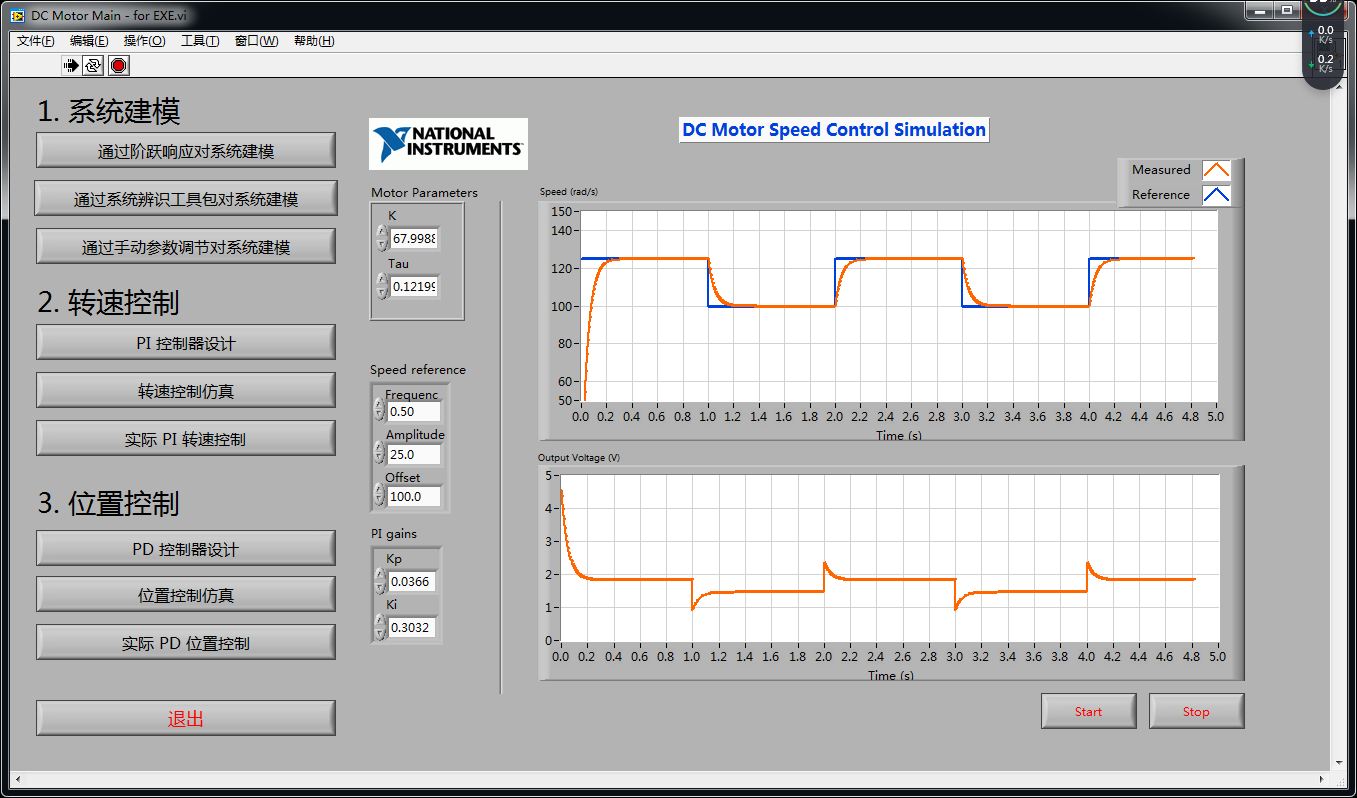 DC Motor Main - for EXE.vi
文件(F) 编辑(E) 操作(O) 工具(T) 窗口(W) 帮助(H)
0.0
K/s
0.2
K/s
1. 系统建模
通过阶跃响应对系统建模
通过系统辨识工具包对系统建模
通过手动参数调节对系统建模
2. 转速控制
PI 控制器设计
转速控制仿真
实际 PI 转速控制
3. 位置控制
PD 控制器设计
位置控制仿真
实际 PD 位置控制
退出
NATIONAL
INSTRUMENTS
Motor Parameters
K
67.9988
Tau
0.12199
Speed reference
Frequenc
0.50
Amplitude
25.0
Offset
100.0
PI gains
Kp
0.0366
Ki
0.3032
DC Motor Speed Control Simulation
Measured
Reference
Speed (rad/s)
150
140
120
100
80
60
50
0.0 0.2 0.4 0.6 0.8 1.0 1.2 1.4 1.6 1.8 2.0 2.2 2.4 2.6 2.8 3.0 3.2 3.4 3.6 3.8 4.0 4.2 4.4 4.6 4.8 5.0
Time (s)
Output Voltage (V)
5
4
3
2
1
0
0.0 0.2 0.4 0.6 0.8 1.0 1.2 1.4 1.6 1.8 2.0 2.2 2.4 2.6 2.8 3.0 3.2 3.4 3.6 3.8 4.0 4.2 4.4 4.6 4.8 5.0
Time (s)
Start Stop